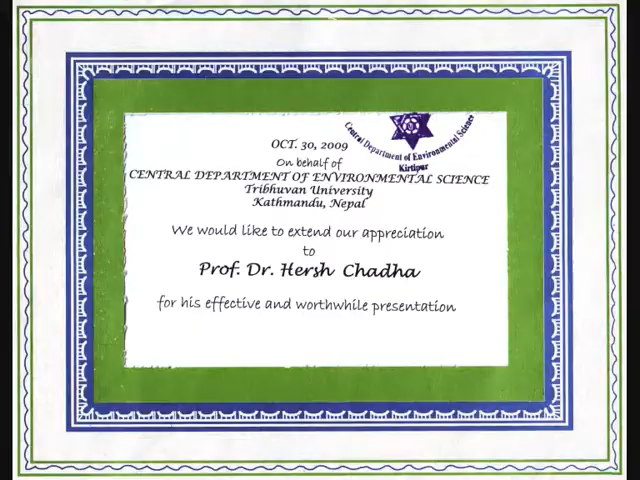 Central Department of Environmental Science
Kirtipur
OCT. 30, 2009
On behalf of
CENTRAL DEPARTMENT OF ENVIRONMENTAL SCIENCE
Tribhuvan University
Kathmandu, Nepal
We would like to extend our appreciation
to
Prof. Dr. Hersh Chadha
for his effective and worthwhile presentation